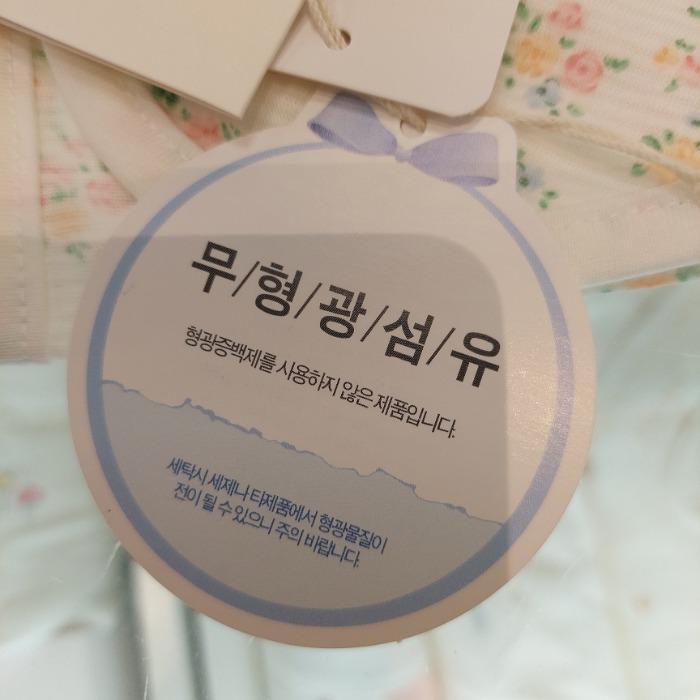 무/형/광/섬/유
형광증백제를 사용하지 않은 제품입니다.
세탁시 세제나 타제품에서 형광물질이
전이 될 수 있으니 주의 바랍니다.